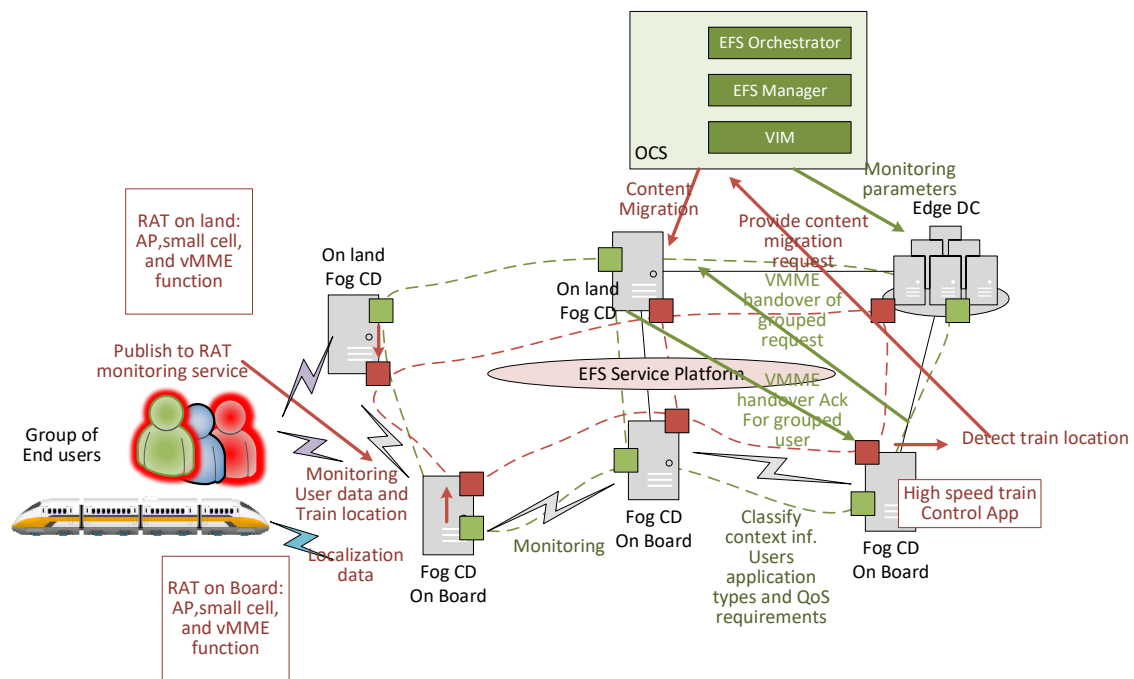 EFS Orchestrator
EFS Manager
VIM
OCS
Monitoring
parameters
Edge DC
Content
Migration
Provide content
migration
request
RAT on land:
AP,small cell,
and vMME
function
On land
Fog CD
On land
Fog CD
VMME
handover of
grouped
request
Publish to RAT
monitoring service
EFS Service Platform
VMME
handover Ack
For grouped
user
Group of
End users
Detect train location
Monitoring
User data and
Train location
High speed train
Control App
Fog CD
On Board
Monitoring
Classify
context inf.
Users
application
types and QoS
requirements
Localization
data
Fog CD
On Board
Fog CD
On Board
RAT on Board:
AP,small cell,
and vMME
function